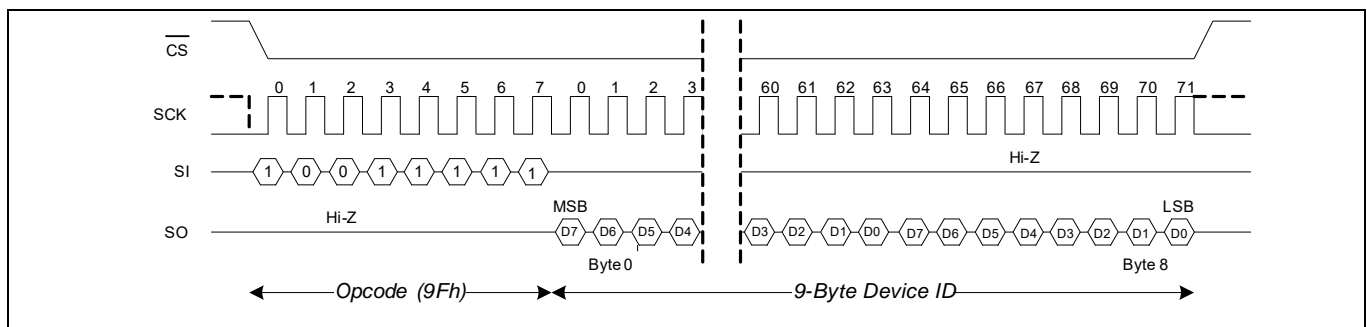 CS
0 1 2 3 4 5 6 7 0 1 2 3 60 61 62 63 64 65 66 67 68 69 70 71
SCK
Hi-Z
SI 1 0 0 1 1 1 1 1
Hi-Z MSB LSB
SO D7 D6 D5 D4 D3 D2 D1 D0 D7 D6 D5 D4 D3 D2 D1 D0
Byte 0 Byte 8
Opcode (9Fh) 9-Byte Device ID